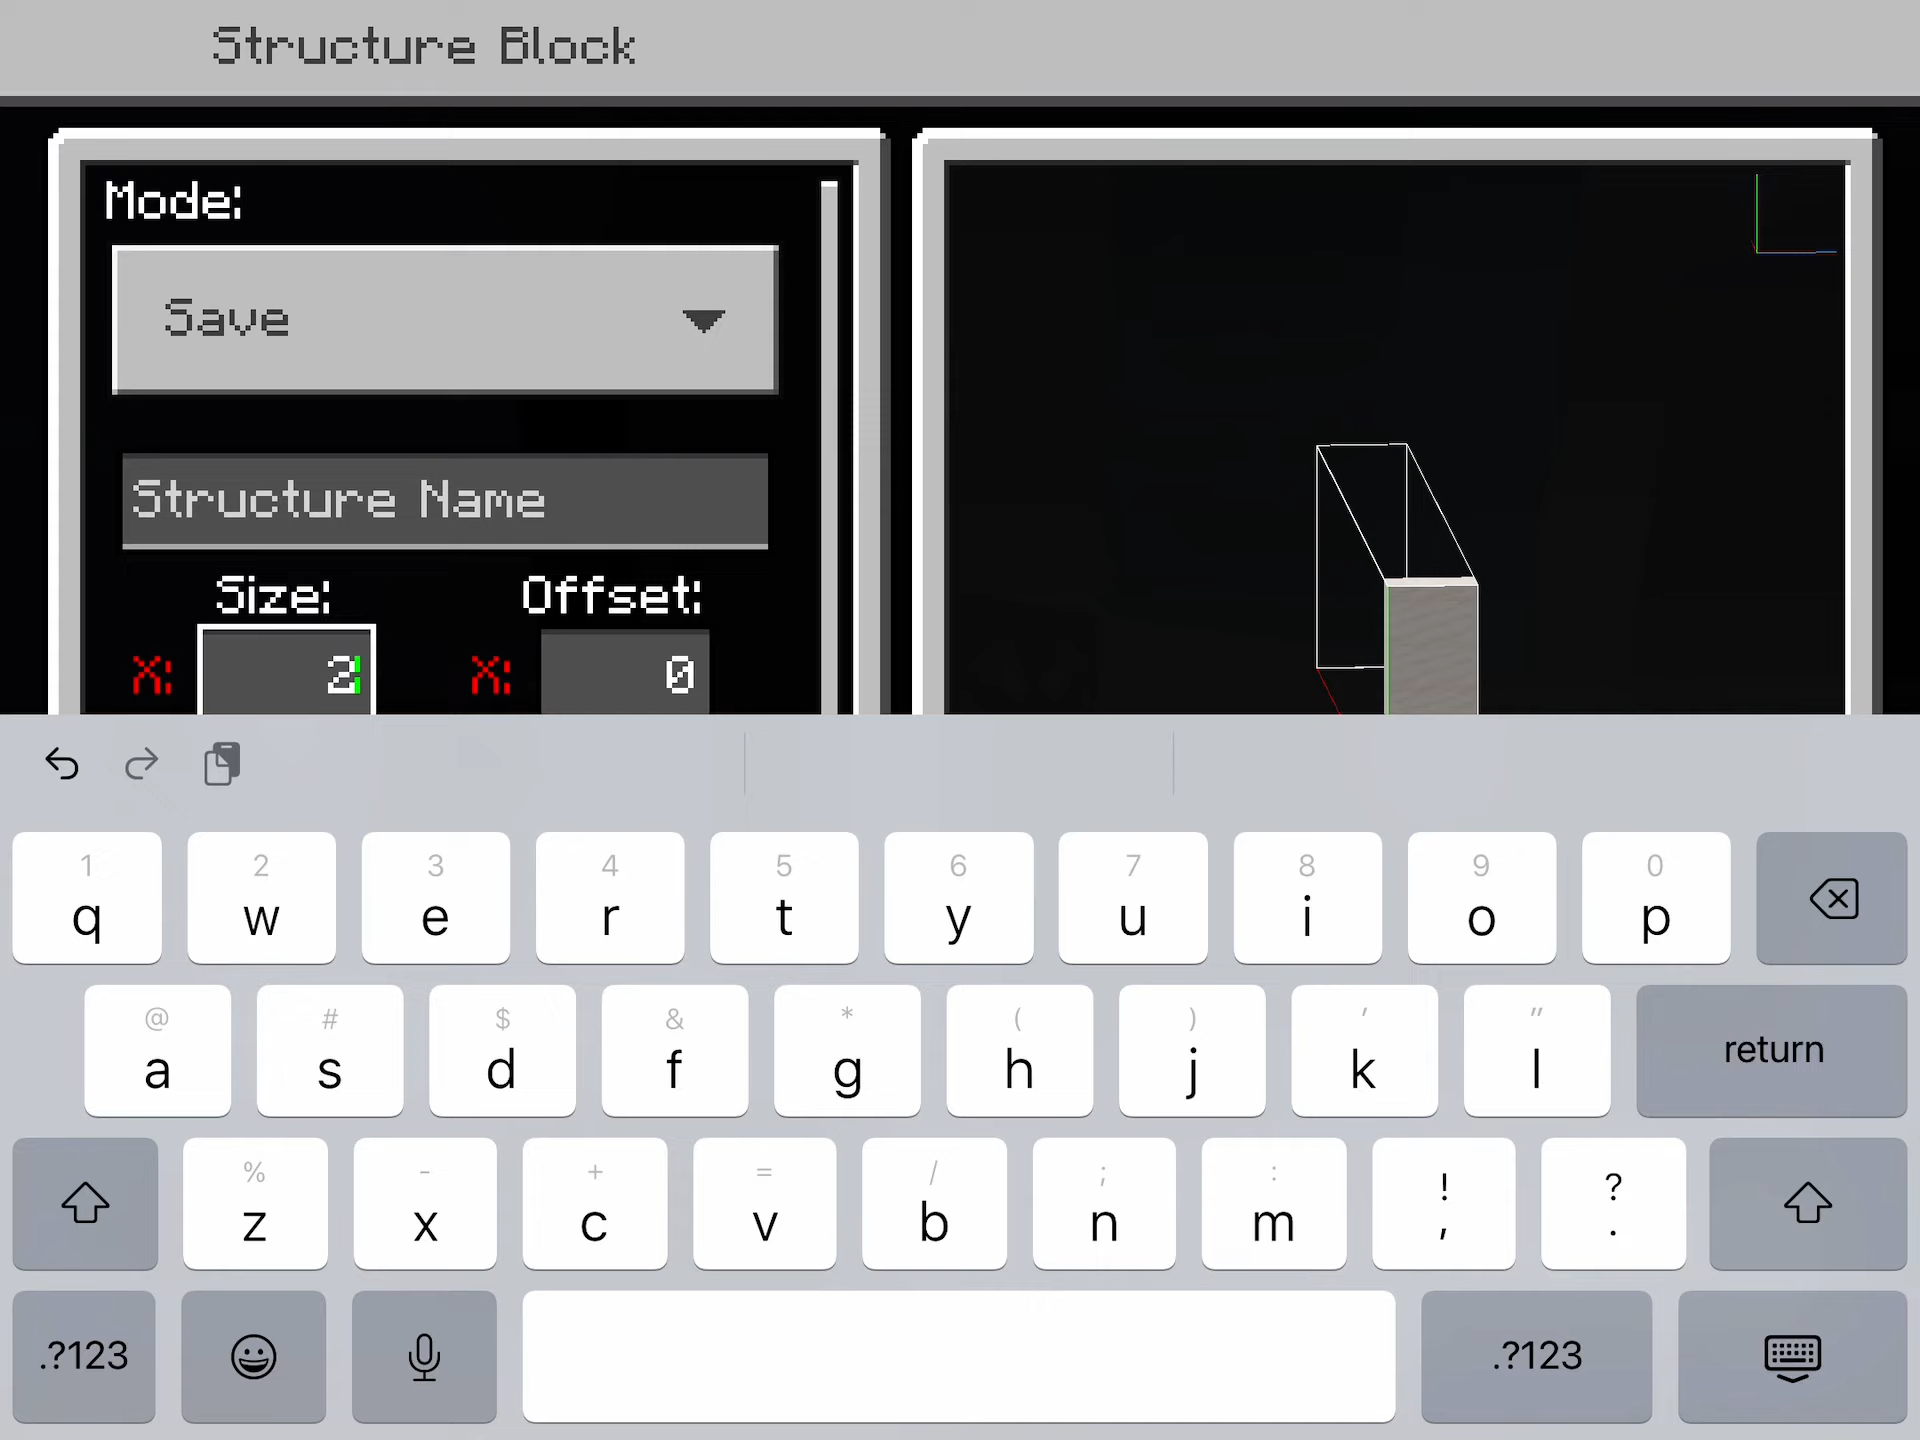 Structure Block
Mode:
Save
Structure Name
Size: Offset:
X: 2 X: 0
1 2 3 4 5 6 7 8 9 0
q w e r t y u i o p
@ # $ & * ( ) ' "
a s d f g h j k l return
% - + = / ; : ! ?
z x c v b n m , .
.?123 .?123